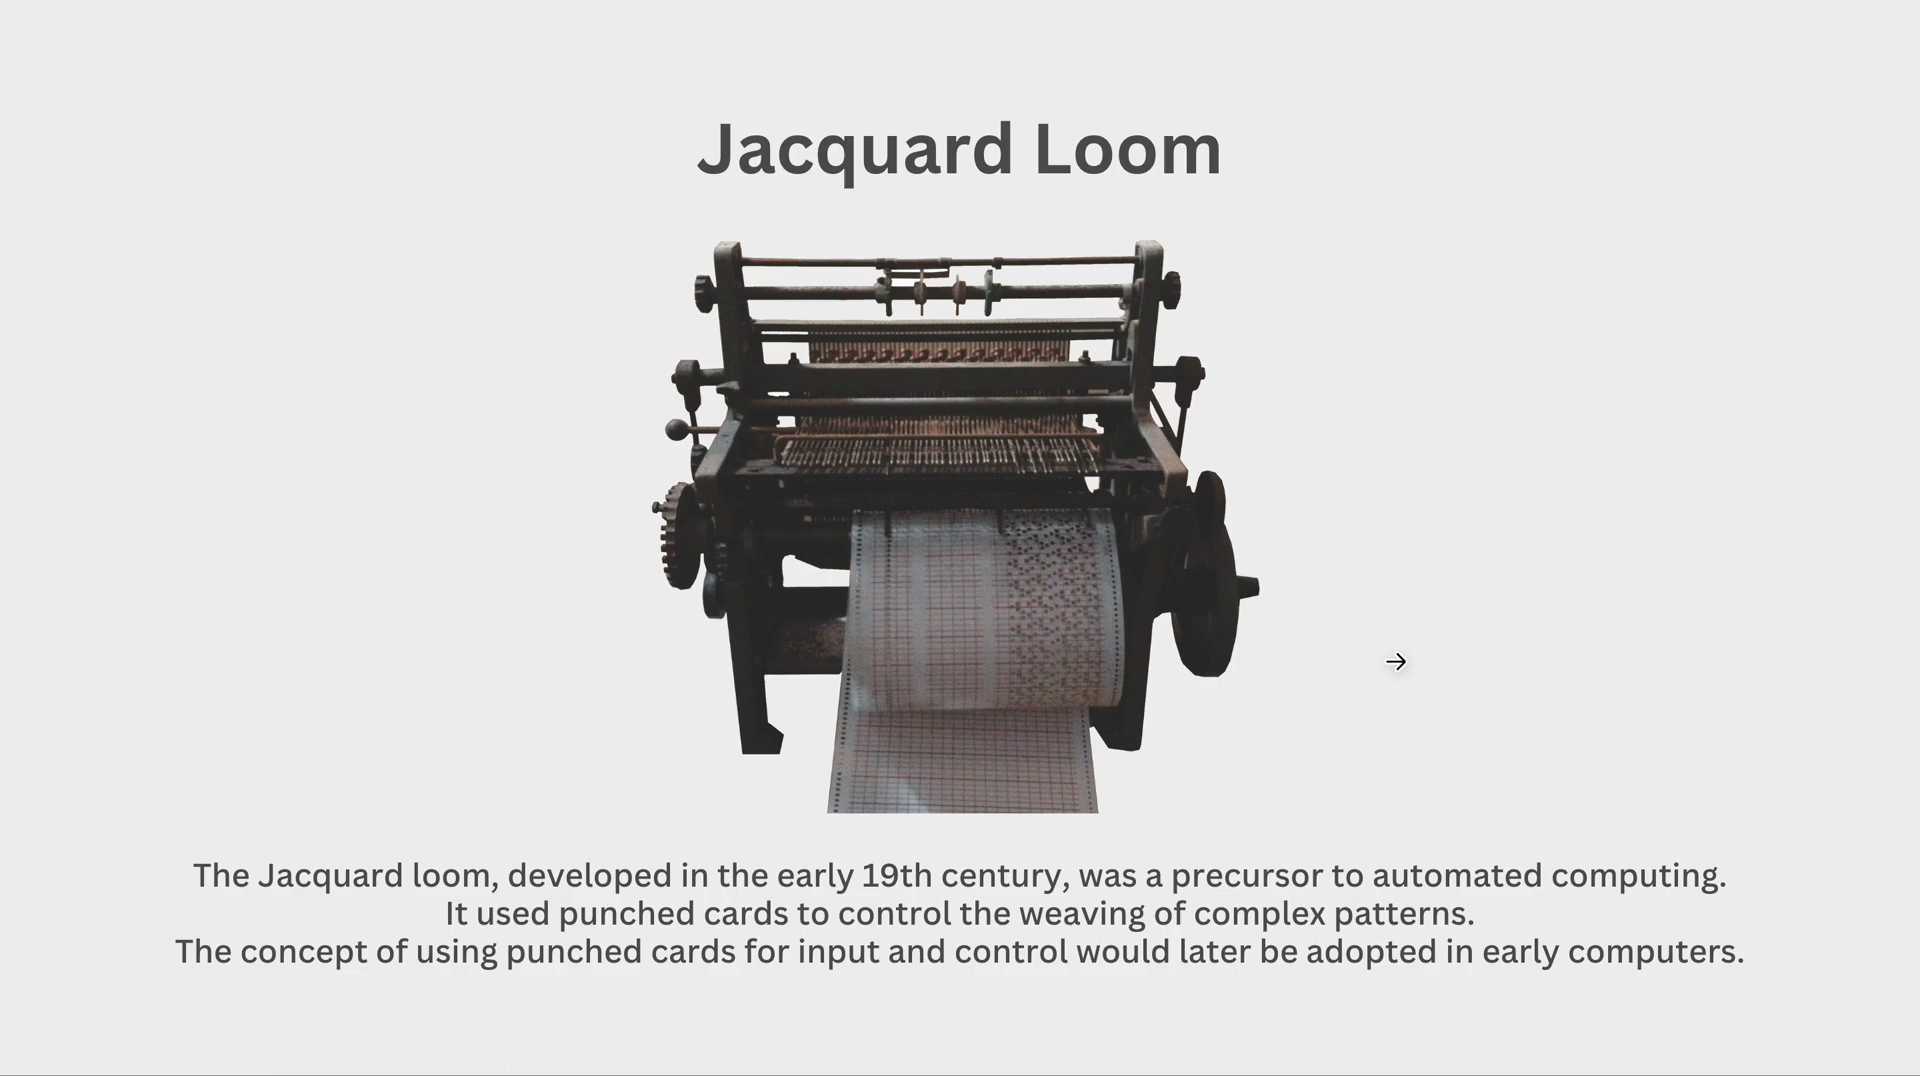 Jacquard Loom
The Jacquard loom, developed in the early 19th century, was a precursor to automated computing.
It used punched cards to control the weaving of complex patterns.
The concept of using punched cards for input and control would later be adopted in early computers.